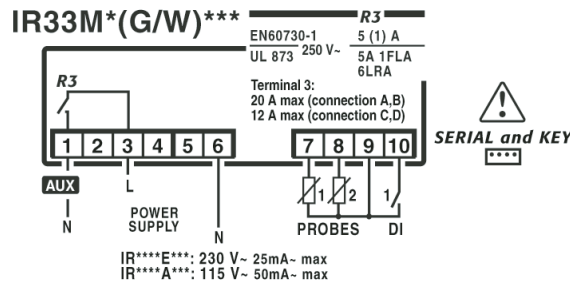 IR33M*(G/W)***
R3
EN60730-1
UL 873
250 V~
5 (1) A
5A 1FLA
6LRA
R3
Terminal 3:
20 A max (connection A,B)
12 A max (connection C,D)
1 2 3 4 5 6
7 8 9 10
SERIAL and KEY
AUX
L
1
2
1
N
POWER
SUPPLY
N
PROBES
DI
IR****E***: 230 V~ 25mA~ max
IR****A***: 115 V~ 50mA~ max